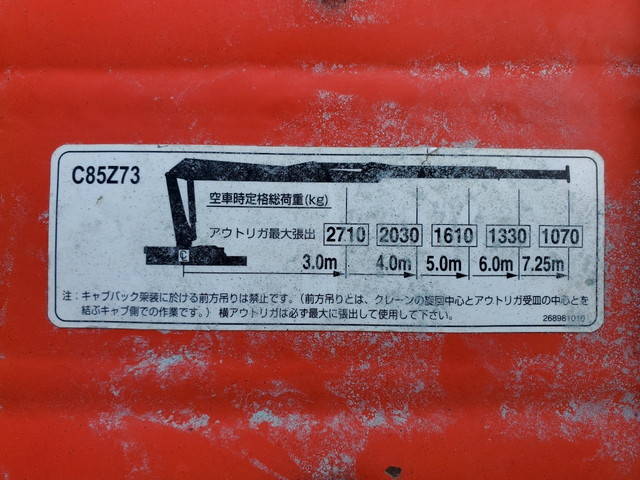 C85Z73
空車時定格総荷重(kg)
アウトリガ最大張出 2710 2030 1610 1330 1070
3.0m 4.0m 5.0m 6.0m 7.25m
注：キャブバック架装に於ける前方吊りは禁止です。（前方吊りとは、クレーンの旋回中心とアウトリガ受皿の中心とを
結ぶキャブ側での作業です。）横アウトリガは必ず最大に張出して使用して下さい。
268981010